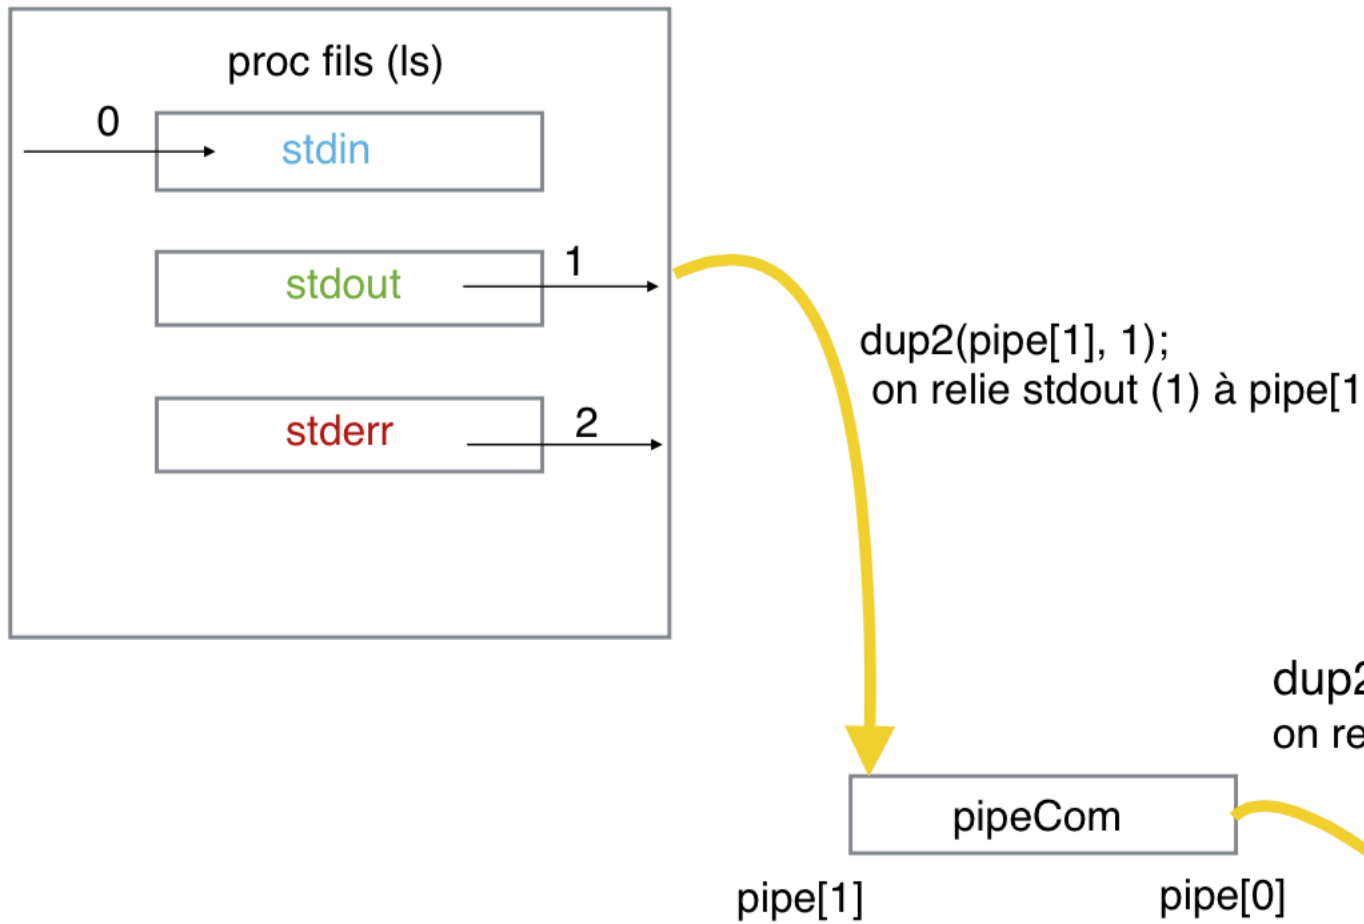 proc fils (ls)
0
stdin
1
stdout
2
stderr
dup2(pipe[1], 1);
on relie stdout (1) à pipe[1
dup2
on re
pipeCom
pipe[1]
pipe[0]